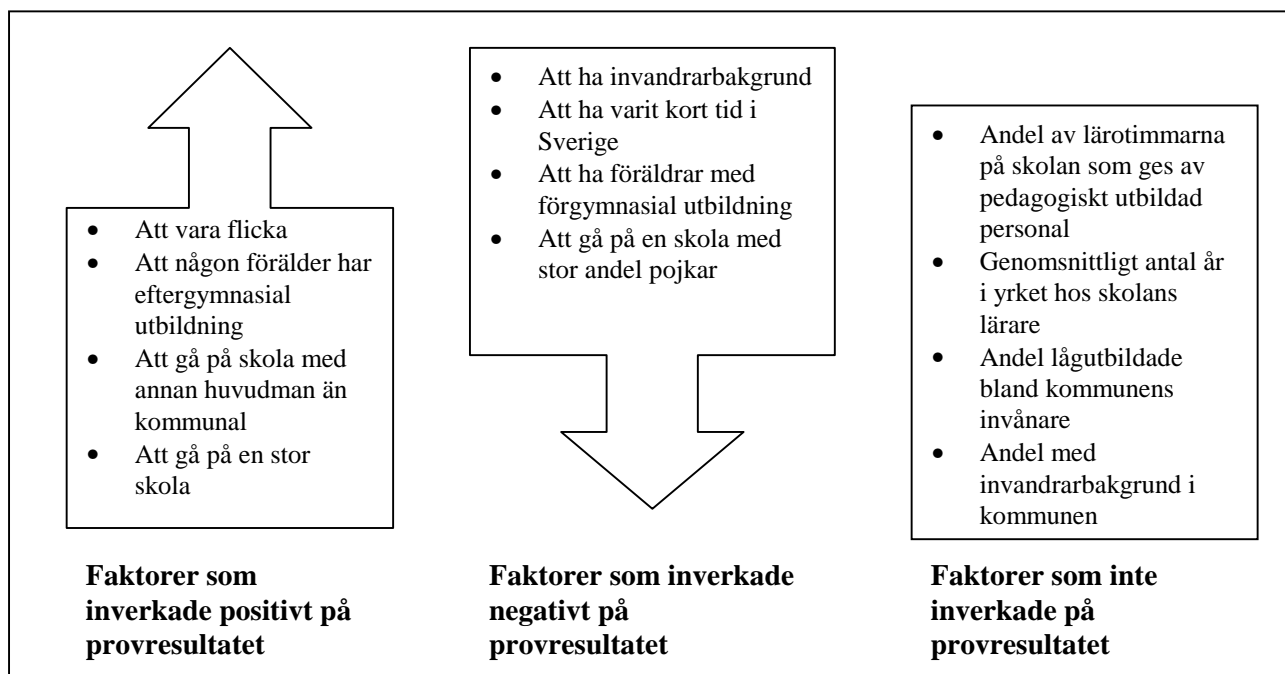 • Att vara flicka
• Att någon förälder har
eftergymnasial
utbildning
• Att gå på skola med
annan huvudman än
kommunal
• Att gå på en stor
skola
Faktorer som
inverkade positivt på
provresultatet
• Att ha invandrarbakgrund
• Att ha varit kort tid i
Sverige
• Att ha föräldrar med
förgymnasial utbildning
• Att gå på en skola med
stor andel pojkar
Faktorer som inverkade
negativt på
provresultatet
• Andel av lärotimmarna
på skolan som ges av
pedagogiskt utbildad
personal
• Genomsnittligt antal år
i yrket hos skolans
lärare
• Andel lågutbildade
bland kommunens
invånare
• Andel med
invandrarbakgrund i
kommunen
Faktorer som inte
inverkade på
provresultatet